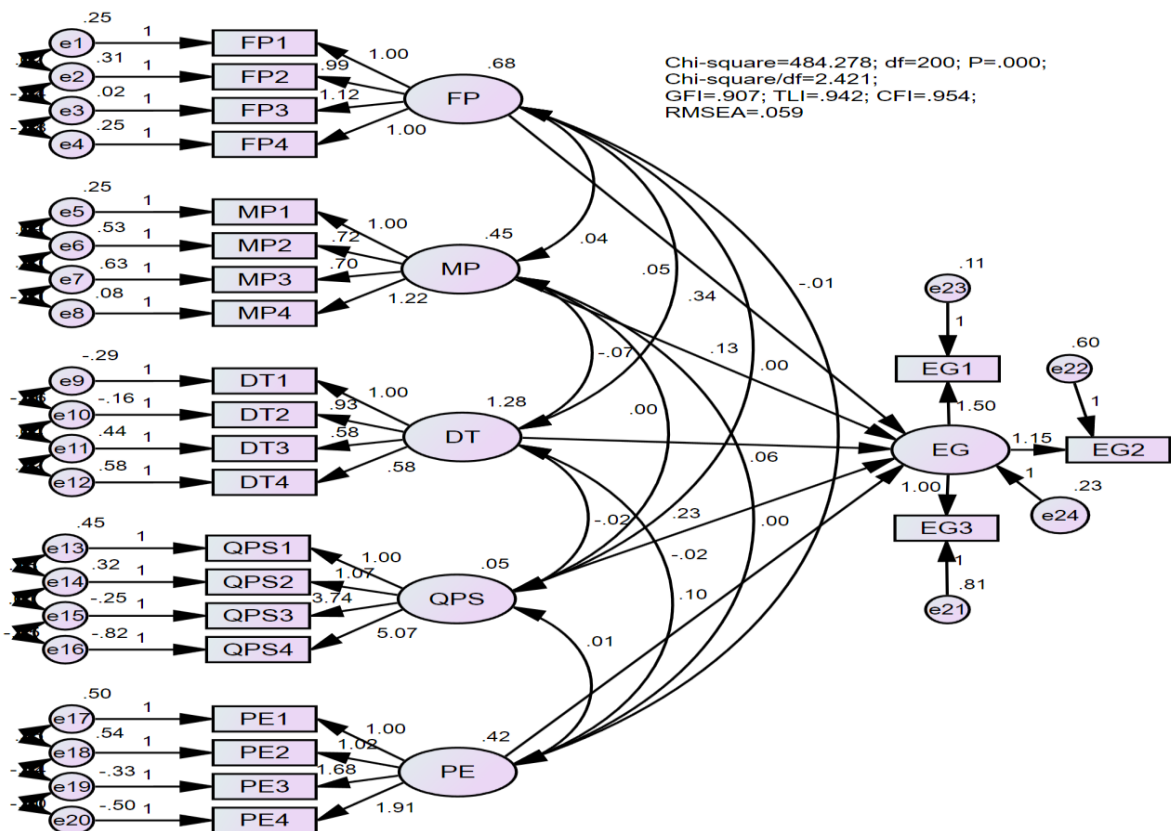 Chi-square=484.278; df=200; P=.000;
Chi-square/df=2.421;
GFI=.907; TLI=.942; CFI=.954;
RMSEA=.059
.25
e1 1 FP1 1.00
.31
e2 1 FP2 .99 .68
.02
e3 1 FP3 1.12 FP
.25
e4 1 FP4 1.00
.25
e5 1 MP1 1.00 .04
.53
e6 1 MP2 .72 .45
.63
e7 1 MP3 .70 MP .05 -.01
.08
e8 1 MP4 1.22 .34
-.07 .13 .00
-.29
e9 1 DT1 1.00
-.16
e10 1 DT2 .93 1.28 .00
.44
e11 1 DT3 .58 DT
.58
e12 1 DT4 .58 .06
.11
e23 1 EG1 1.50
.60
e22 1 EG2 1.15
EG
1.00 1 .23
EG3 e24
1 .81
e21
-.02 .23 .00
.45
e13 1 QPS1 1.00 -.02
.32
e14 1 QPS2 1.07 .05
-.25
e15 1 QPS3 3.74 QPS .10
-.82
e16 1 QPS4 5.07 .01
.50
e17 1 PE1 1.00
.54
e18 1 PE2 1.02 .42
-.33
e19 1 PE3 1.68 PE
-.50
e20 1 PE4 1.91